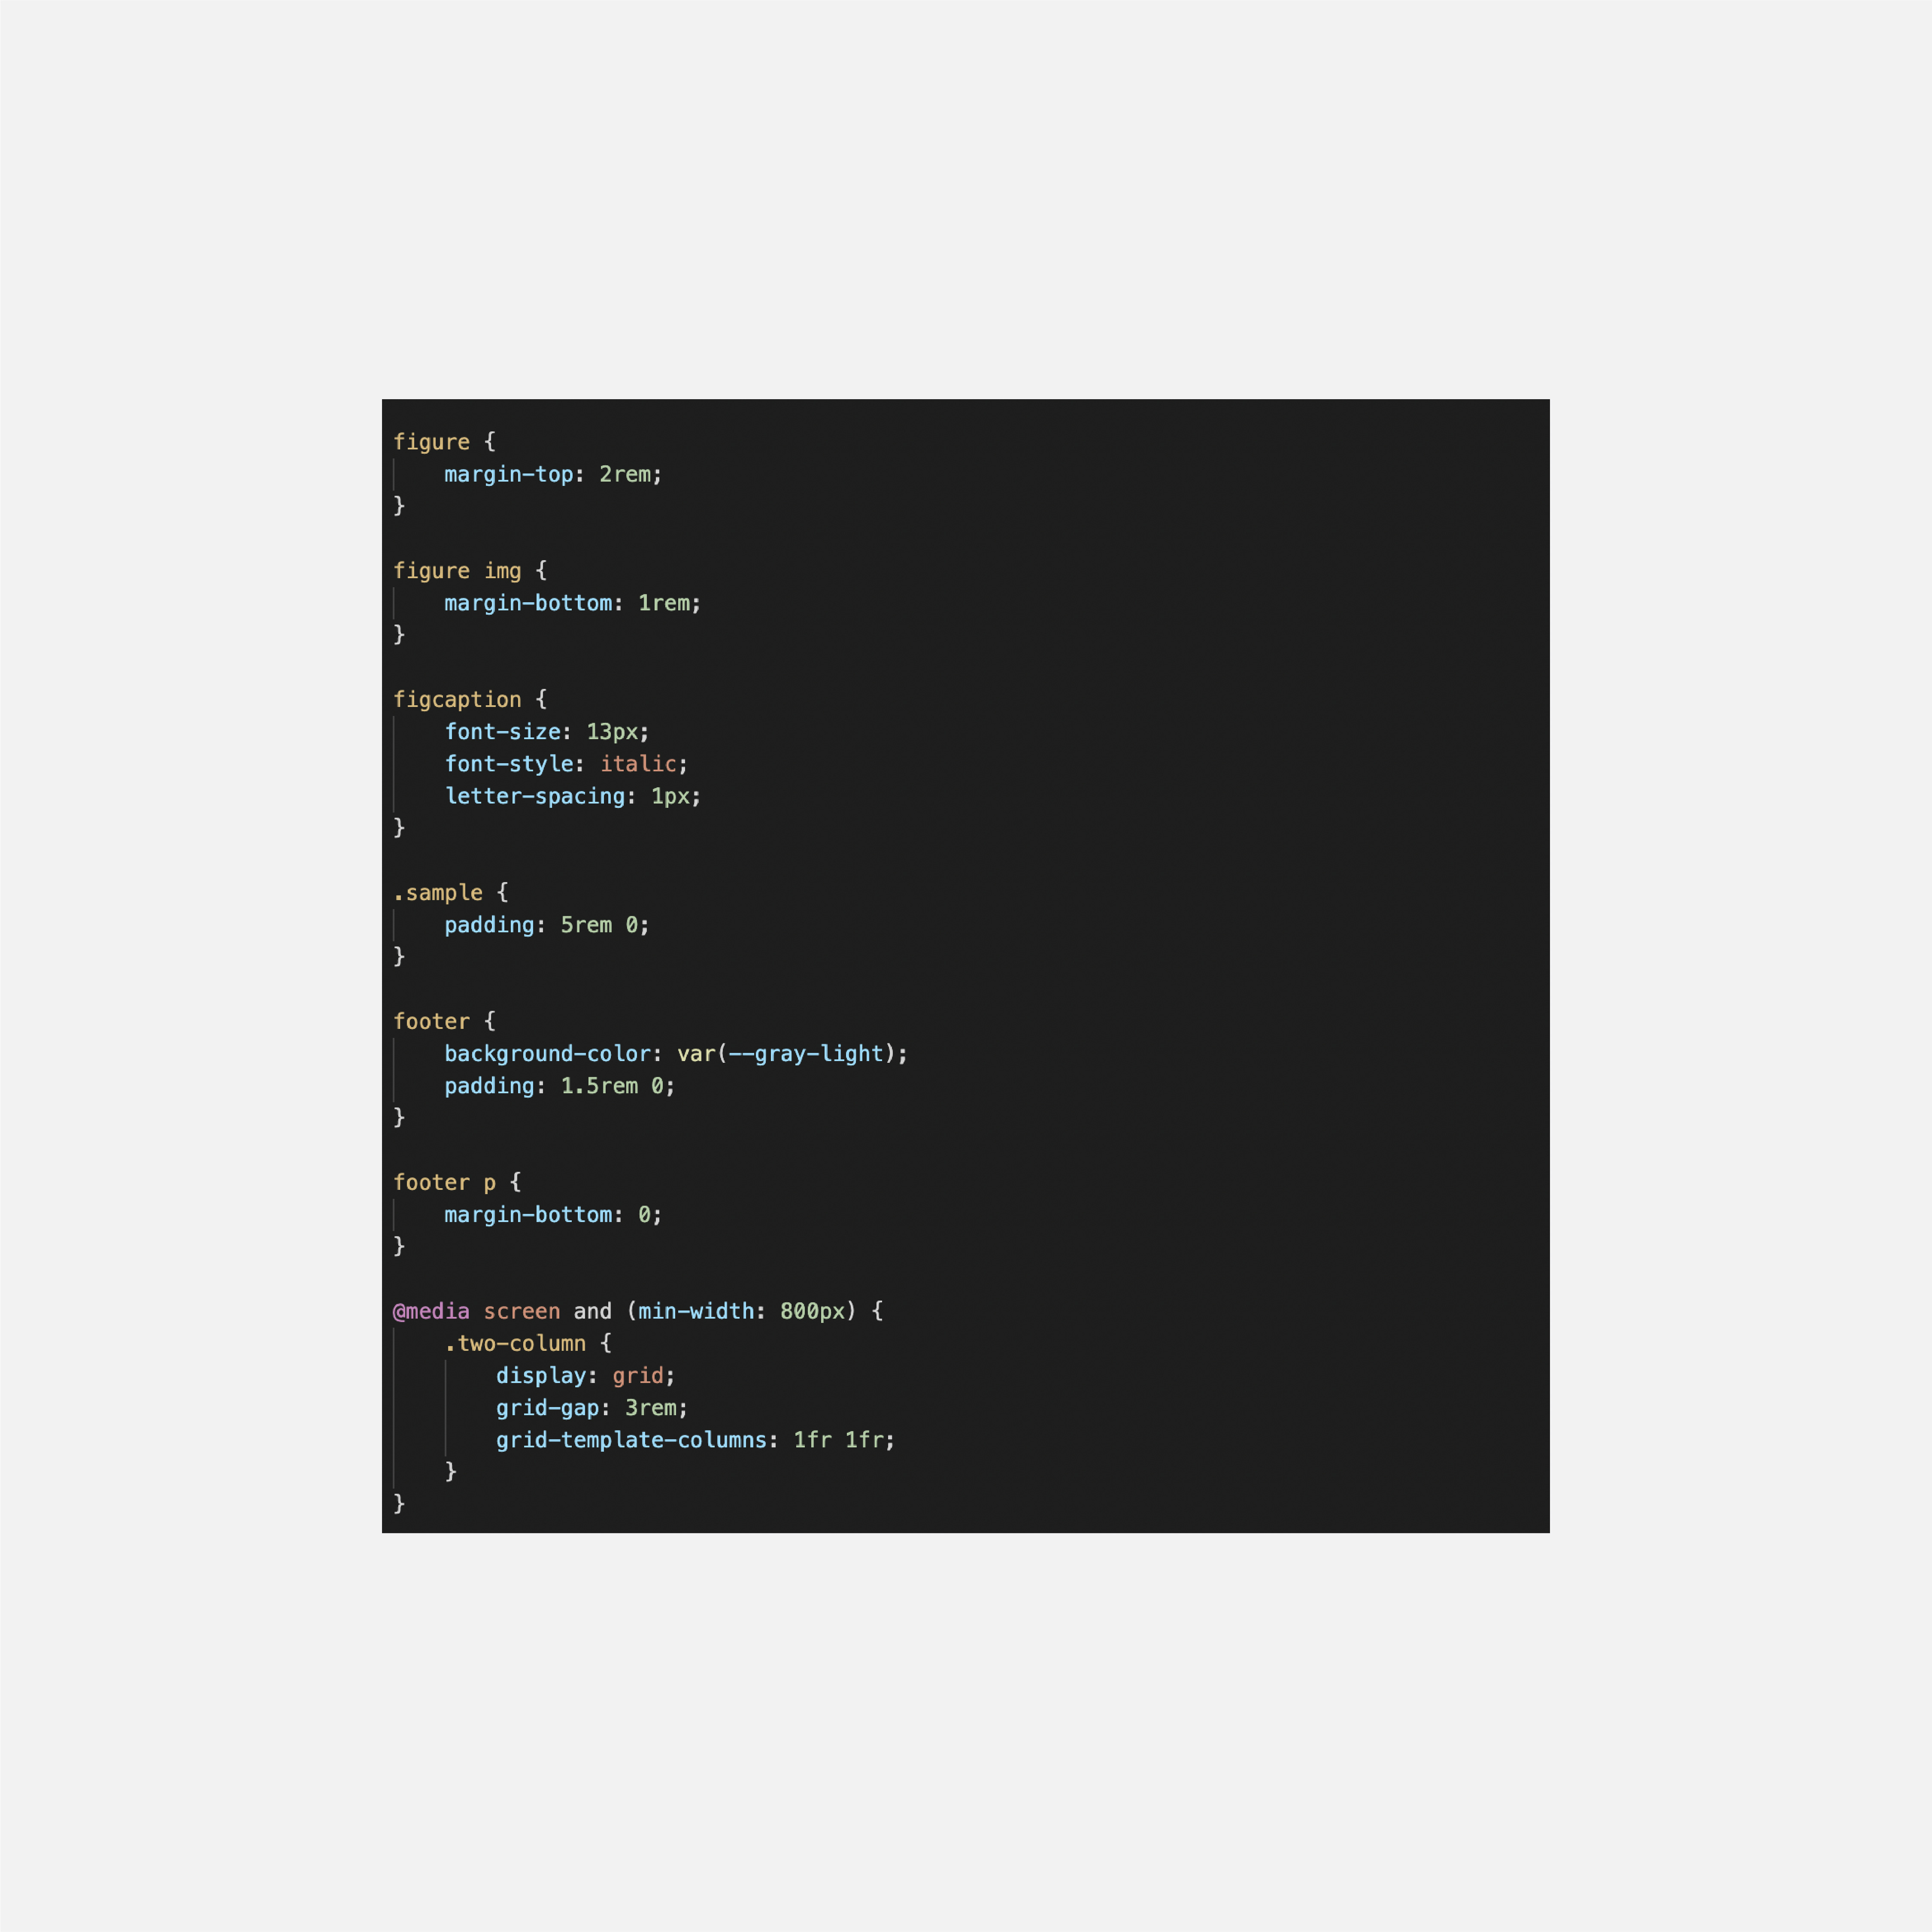 figure {
    margin-top: 2rem;
}

figure img {
    margin-bottom: 1rem;
}

figcaption {
    font-size: 13px;
    font-style: italic;
    letter-spacing: 1px;
}

.sample {
    padding: 5rem 0;
}

footer {
    background-color: var(--gray-light);
    padding: 1.5rem 0;
}

footer p {
    margin-bottom: 0;
}

@media screen and (min-width: 800px) {
    .two-column {
        display: grid;
        grid-gap: 3rem;
        grid-template-columns: 1fr 1fr;
    }
}